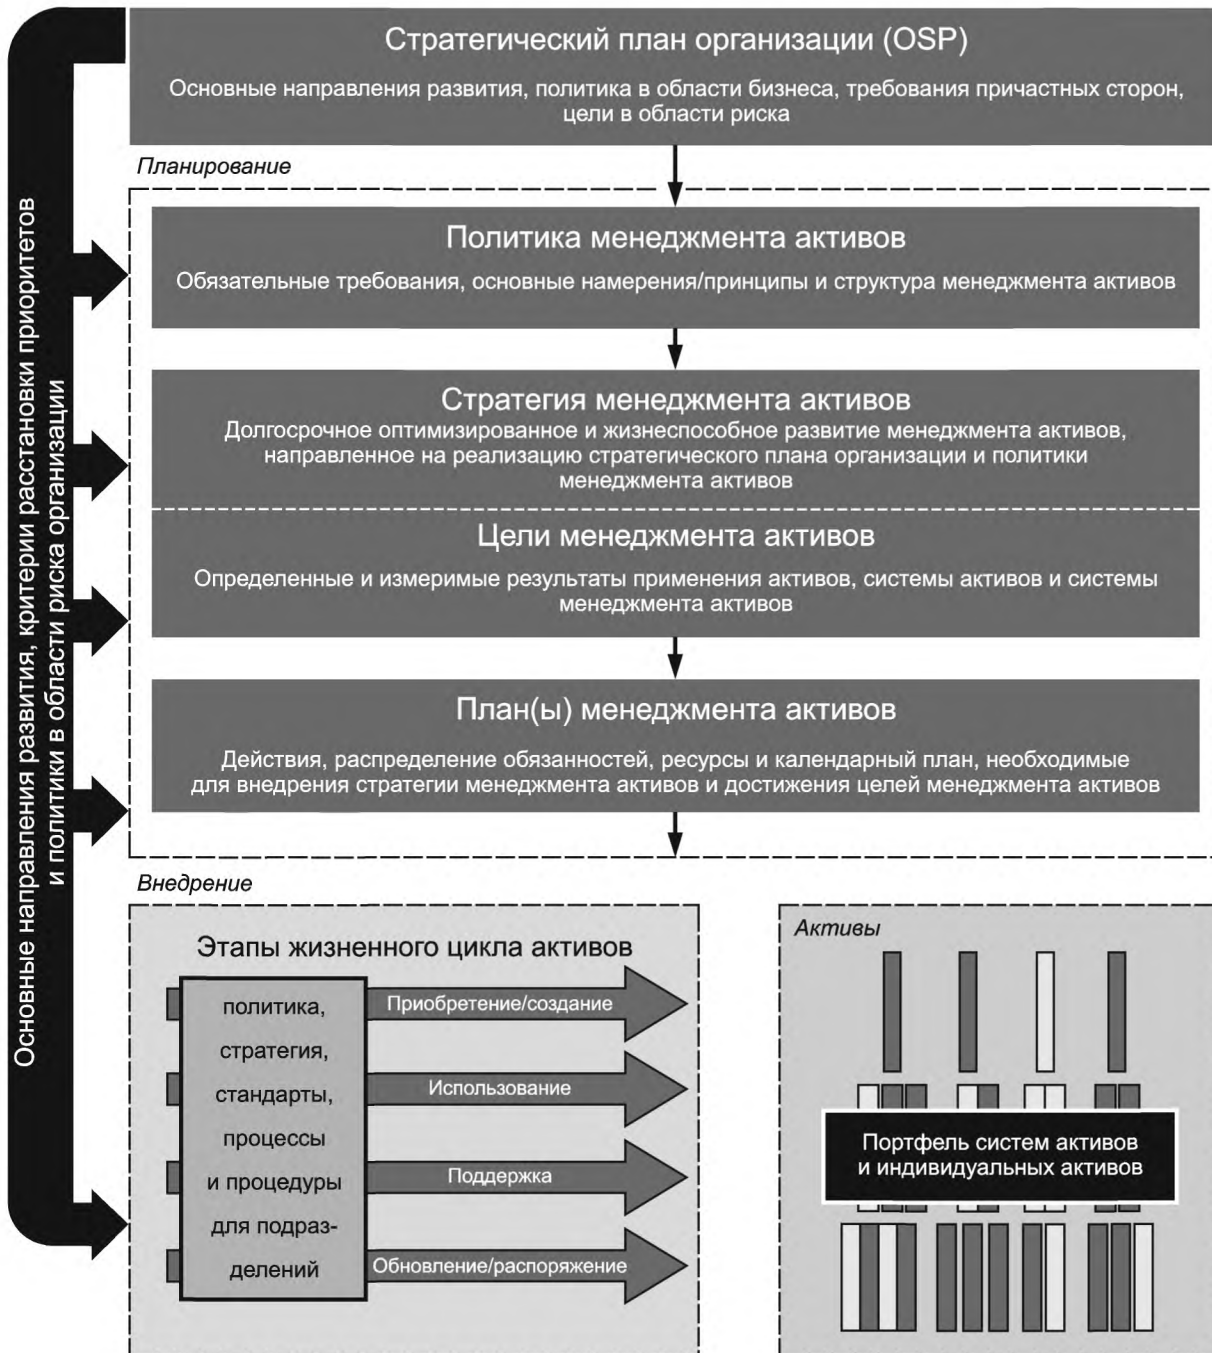 Стратегический план организации (OSP)
Основные направления развития, политика в области бизнеса, требования причастных сторон,
цели в области риска
Планирование
Основные направления развития, критерии расстановки приоритетов
и политики в области риска организации
Политика менеджмента активов
Обязательные требования, основные намерения/принципы и структура менеджмента активов
Стратегия менеджмента активов
Долгосрочное оптимизированное и жизнеспособное развитие менеджмента активов,
направленное на реализацию стратегического плана организации и политики
менеджмента активов
Цели менеджмента активов
Определенные и измеримые результаты применения активов, системы активов и системы
менеджмента активов
План(ы) менеджмента активов
Действия, распределение обязанностей, ресурсы и календарный план, необходимые
для внедрения стратегии менеджмента активов и достижения целей менеджмента активов
Внедрение
Этапы жизненного цикла активов
политика,
стратегия,
стандарты,
процессы
и процедуры
для подраз-
делений
Приобретение/создание
Использование
Поддержка
Обновление/распоряжение
Активы
Портфель систем активов
и индивидуальных активов